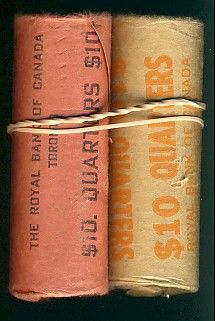 THE ROYAL BANK OF CANADA
TORONTO
$10. QUARTERS $10
QUARTERS
$10 QUARTERS
ROYAL BANK OF CANADA